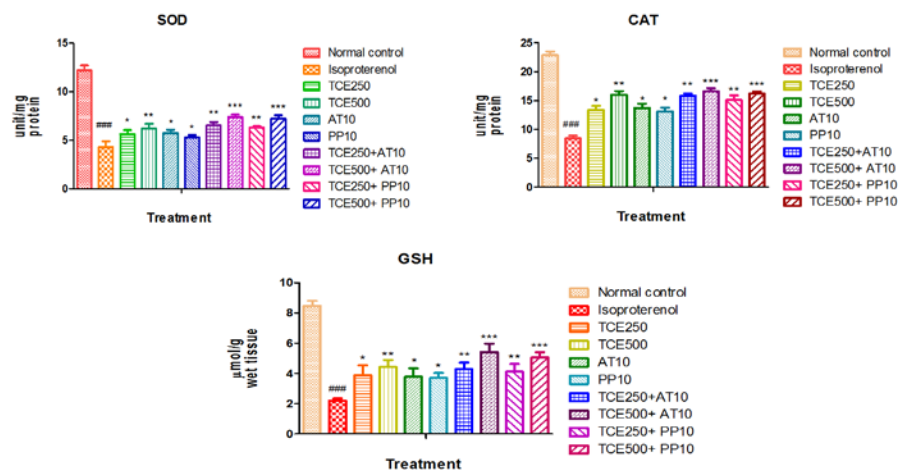 SOD
15
10
5
0
unit/mg
protein
###
*
**
*
*
**
***
**
***
Treatment
Normal control
Isoproterenol
TCE250
TCE500
AT10
PP10
TCE250+AT10
TCE500+ AT10
TCE250+ PP10
TCE500+ PP10
CAT
25
20
15
10
5
0
unit/mg
protein
###
*
**
*
*
**
***
**
***
Treatment
Normal control
Isoproterenol
TCE250
TCE500
AT10
PP10
TCE250+AT10
TCE500+ AT10
TCE250+ PP10
TCE500+ PP10
GSH
10
8
6
4
2
0
μmol/g
wet tissue
###
*
**
*
*
**
***
**
***
Treatment
Normal control
Isoproterenol
TCE250
TCE500
AT10
PP10
TCE250+AT10
TCE500+ AT10
TCE250+ PP10
TCE500+ PP10